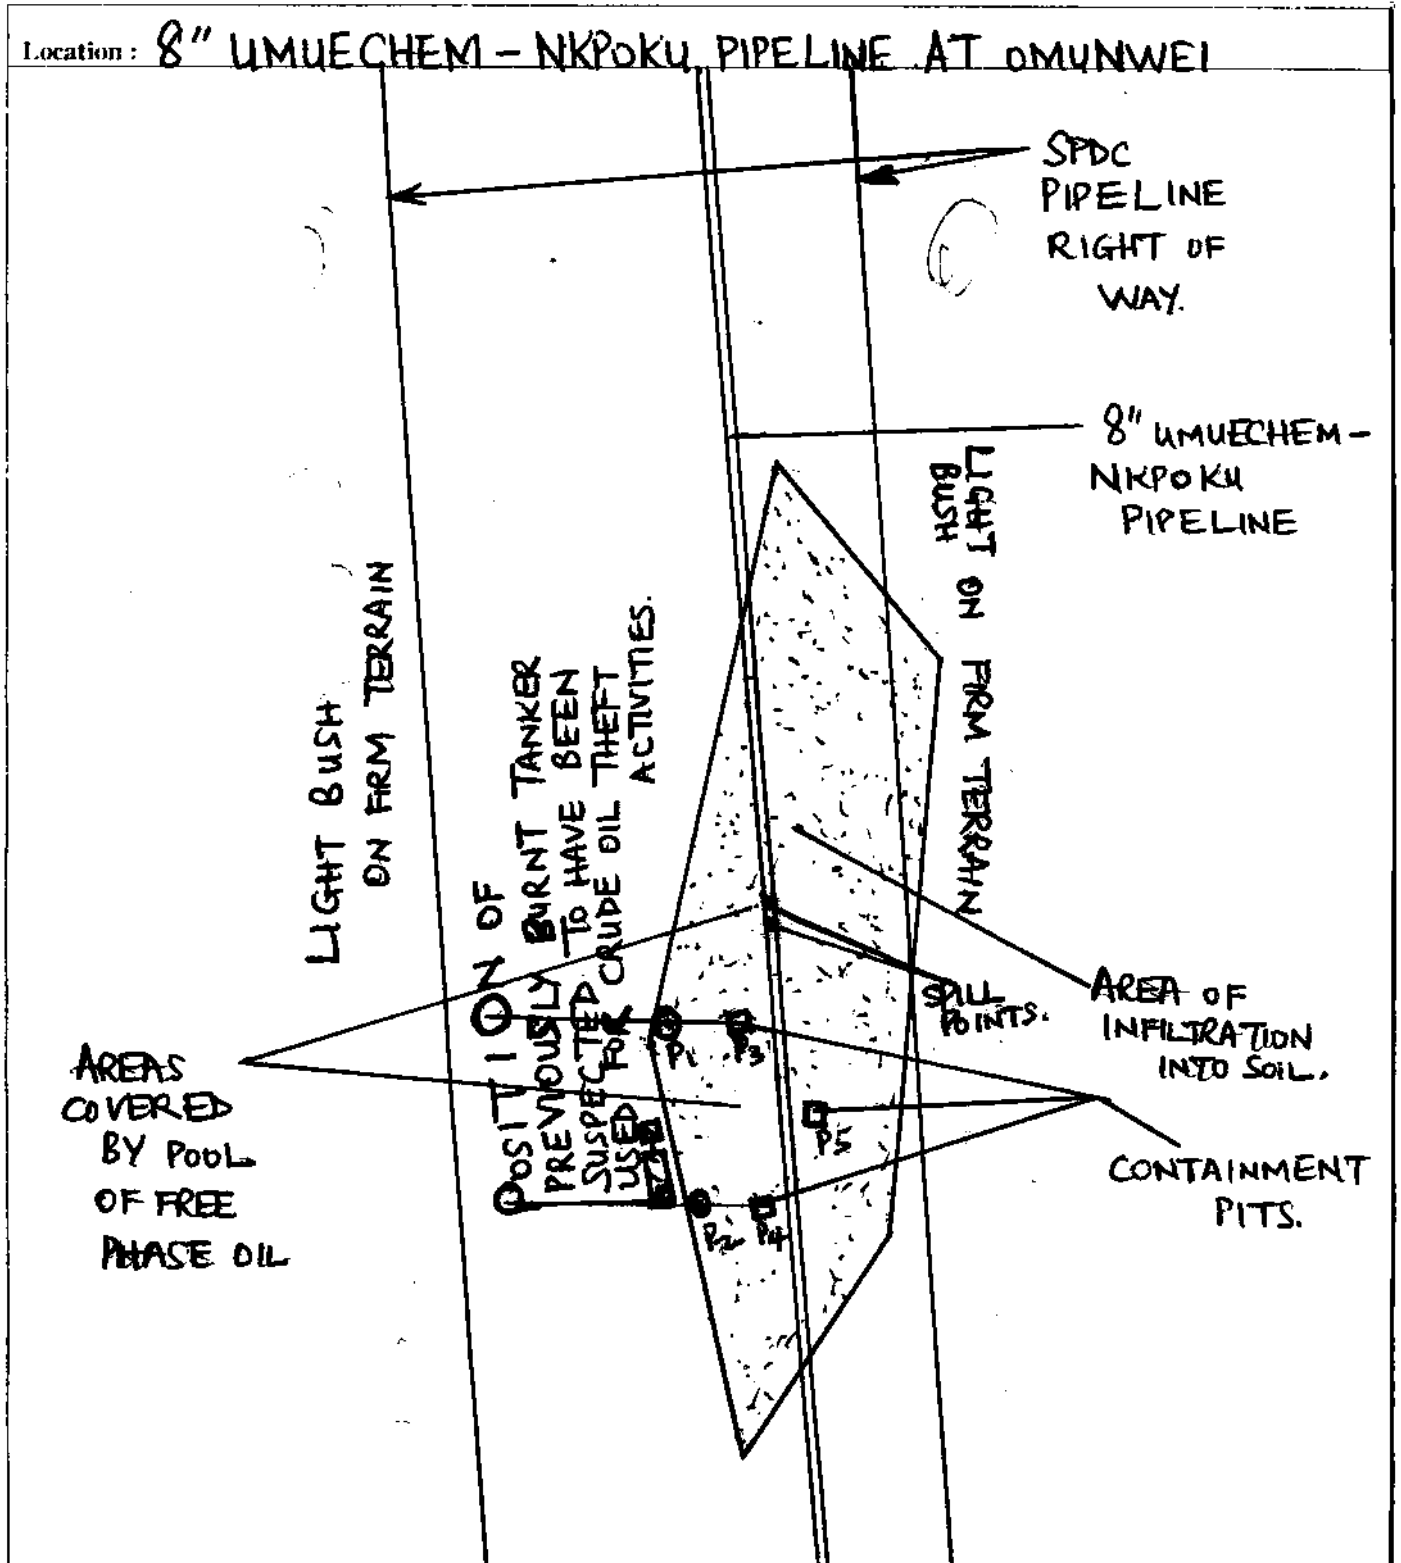 Location : 8" UMUECHEM - NKPOKU PIPELINE AT OMUNWEI
SPDC
PIPELINE
RIGHT OF
WAY.
8" UMUECHEM -
NKPOKU
PIPELINE
LIGHT ON FIRM TERRAIN
BUSH
LIGHT BUSH
ON FIRM TERRAIN
POSITION OF
PREVIOUSLY BURNT TANKER
SUSPECTED TO HAVE BEEN
USED FOR CRUDE OIL THEFT
ACTIVITIES.
SPILL
POINTS.
AREA OF
INFILTRATION
INTO SOIL.
AREAS
COVERED
BY POOL
OF FREE
PHASE OIL
P1
P3
P5
P2
P4
CONTAINMENT
PITS.